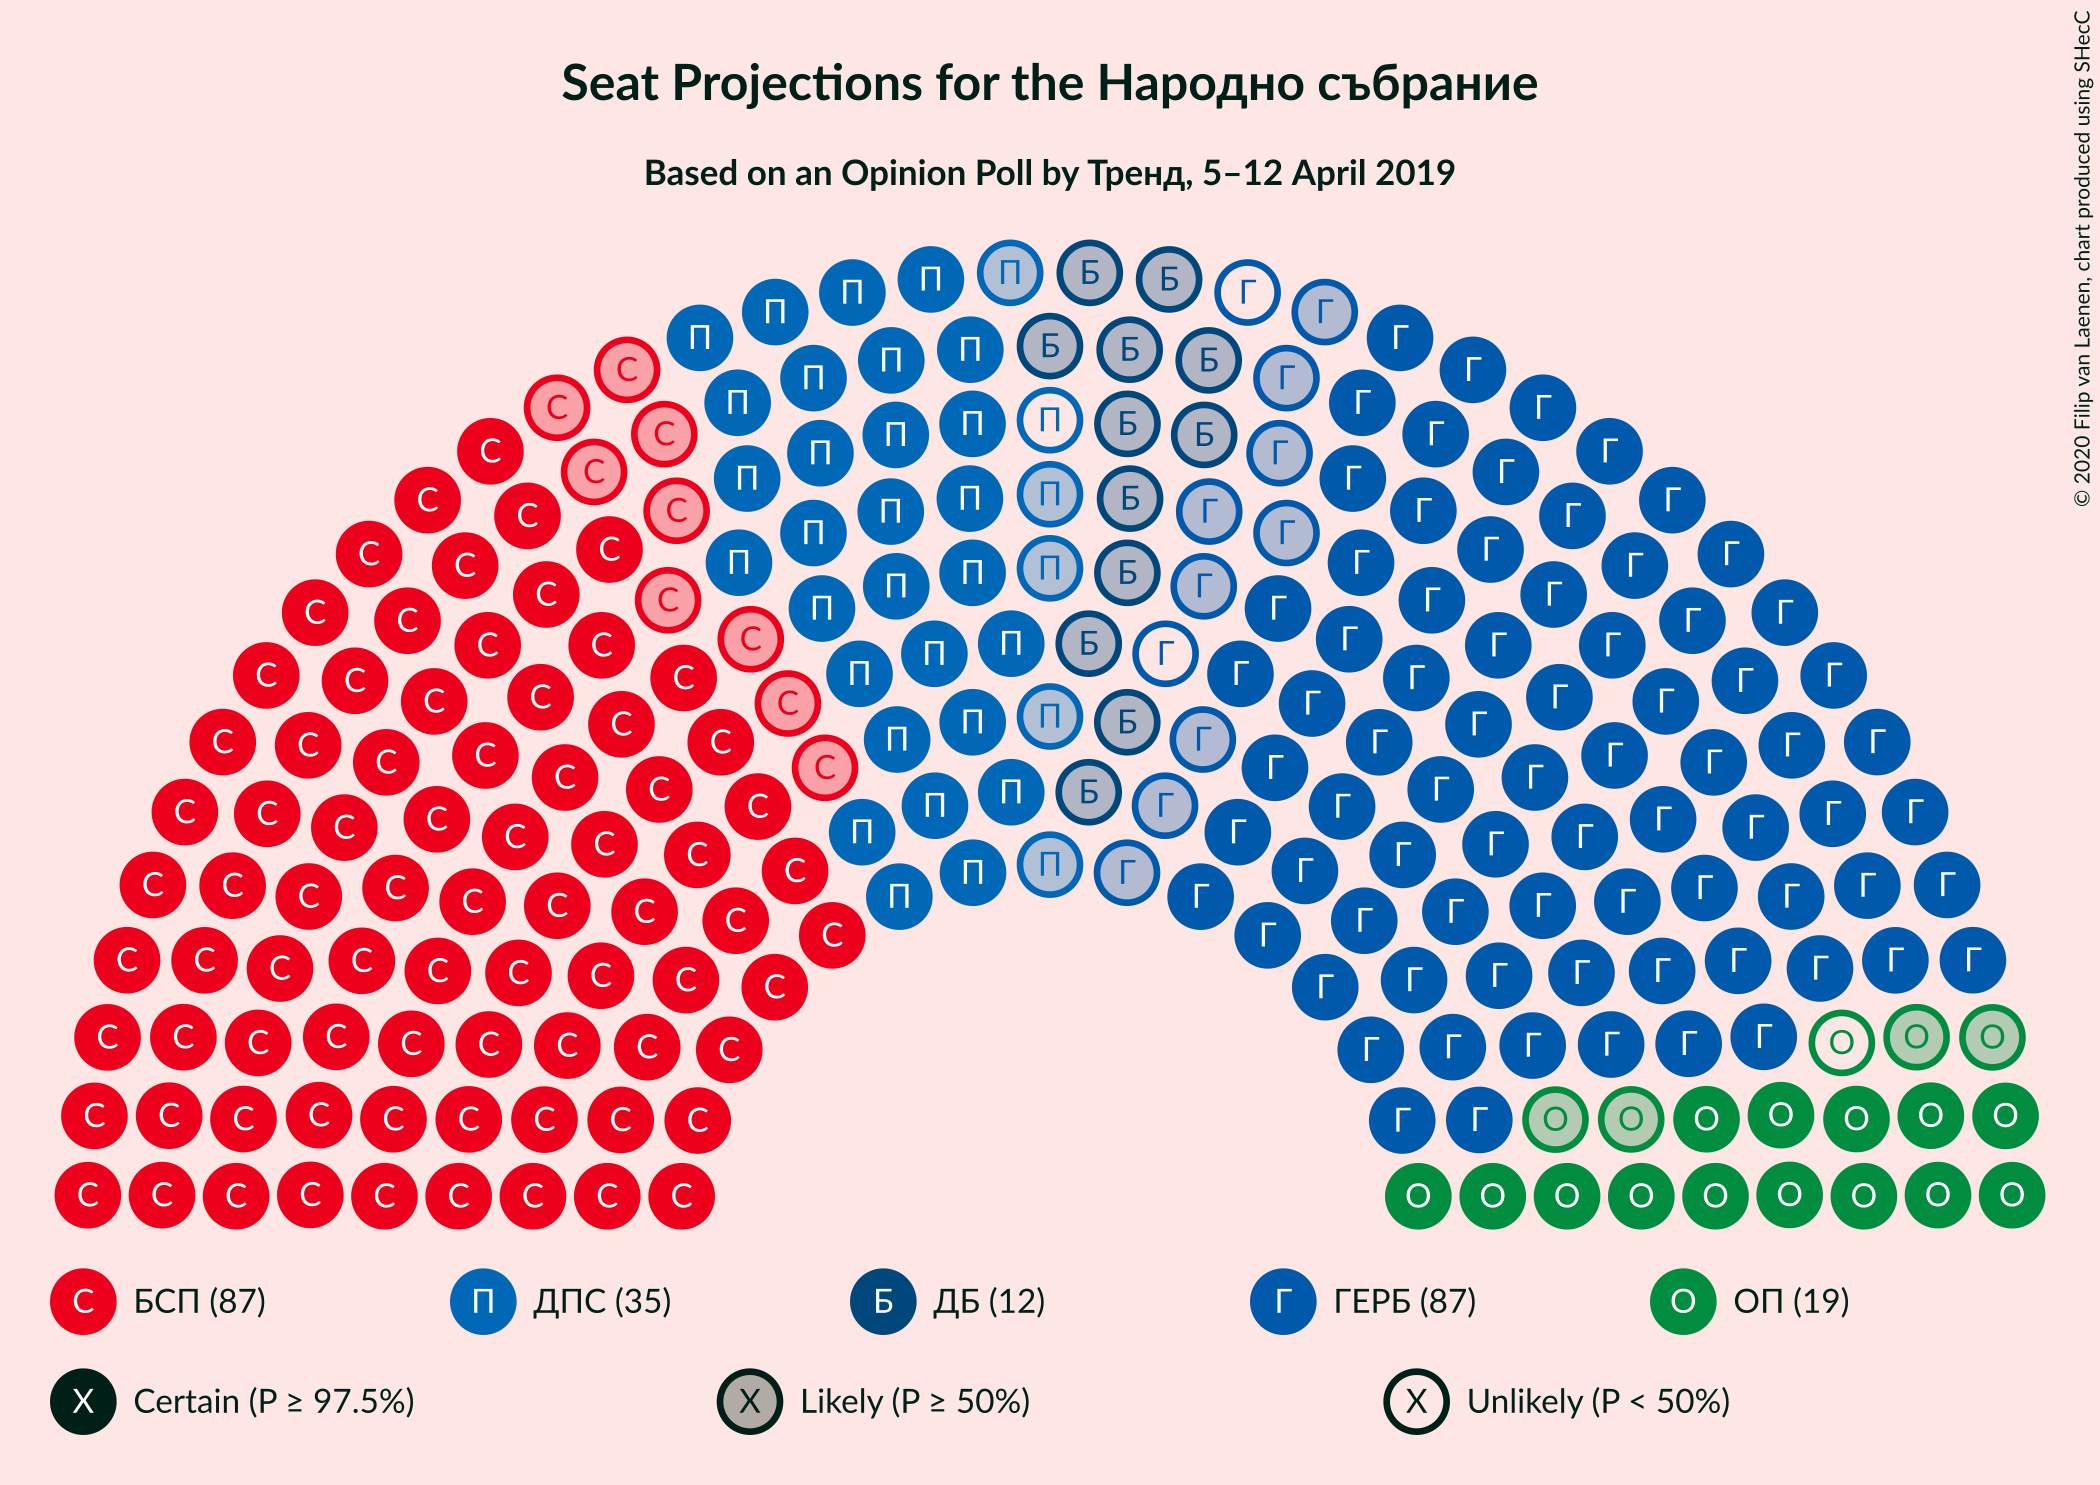 Seat Projections for the Народно събрание
Based on an Opinion Poll by Тренд, 5–12 April 2019
© 2020 Filip van Laenen, chart produced using SHecC
С БСП (87) П ДПС (35) Б ДБ (12) Г ГЕРБ (87) О ОП (19)
X Certain (P ≥ 97.5%) X Likely (P ≥ 50%) X Unlikely (P < 50%)